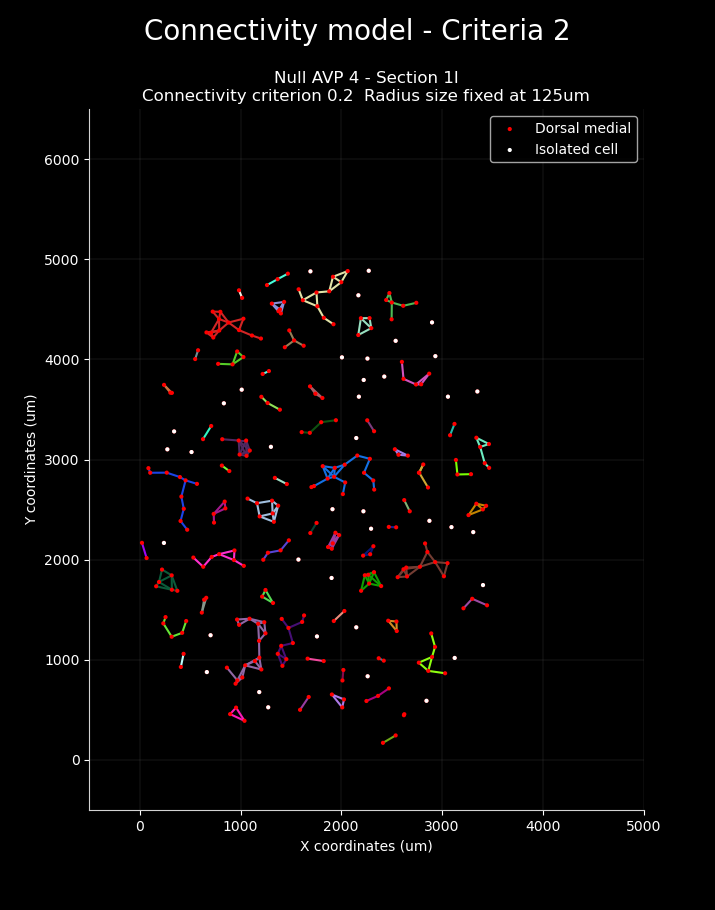 Connectivity model - Criteria 2
Null AVP 4 - Section 1l
Connectivity criterion 0.2  Radius size fixed at 125um
Dorsal medial
Isolated cell
6000
5000
4000
3000
2000
1000
0
Y coordinates (um)
0 1000 2000 3000 4000 5000
X coordinates (um)